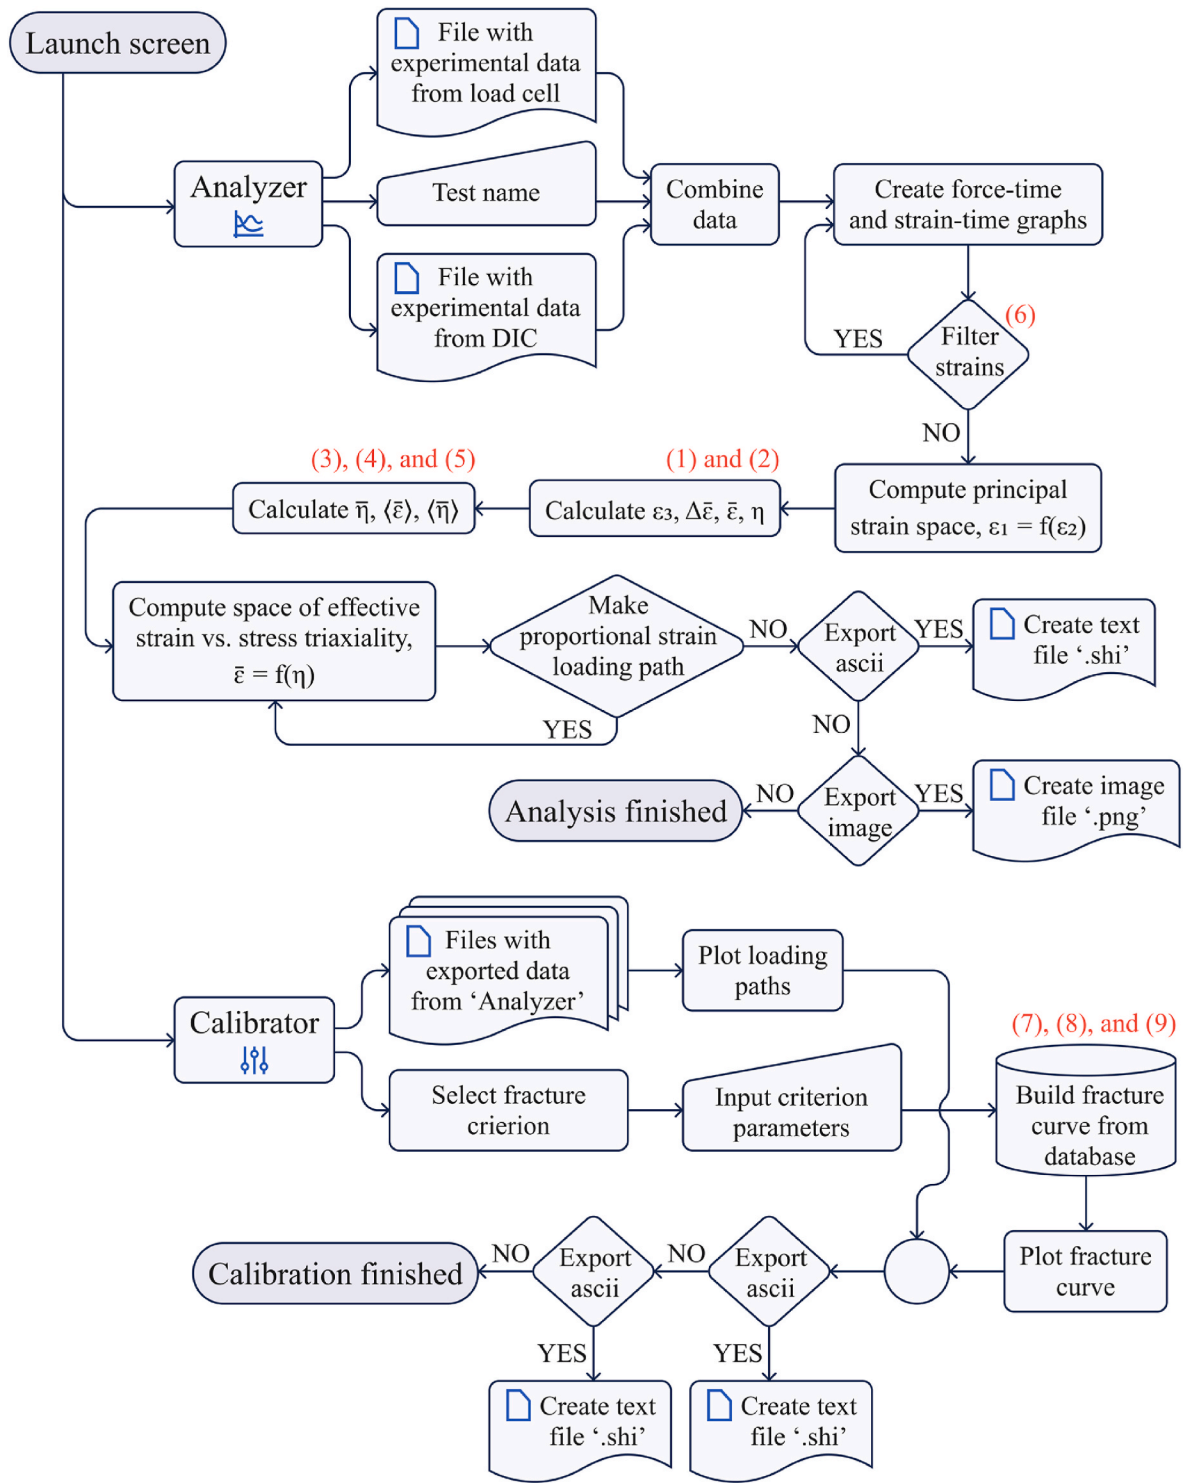 Launch screen
File with
experimental data
from load cell
Analyzer
Test name
Combine
data
Create force-time
and strain-time graphs
File with
experimental data
from DIC
(6)
YES
Filter
strains
NO
(3), (4), and (5)
(1) and (2)
Compute principal
strain space, ε₁ = f(ε₂)
Calculate ε₃, Δε̄, ε̄, η
Calculate η̄, ⟨ε̄⟩, ⟨η̄⟩
Compute space of effective
strain vs. stress triaxiality,
ε̄ = f(η)
Make
proportional strain
loading path
YES
NO
Export
ascii
YES
Create text
file ‘.shi’
NO
Export
image
YES
Create image
file ‘.png’
NO
Analysis finished
Calibrator
Files with
exported data
from ‘Analyzer’
Plot loading
paths
Select fracture
crierion
Input criterion
parameters
(7), (8), and (9)
Build fracture
curve from
database
Plot fracture
curve
Export
ascii
NO
Export
ascii
NO
Calibration finished
YES
YES
Create text
file ‘.shi’
Create text
file ‘.shi’